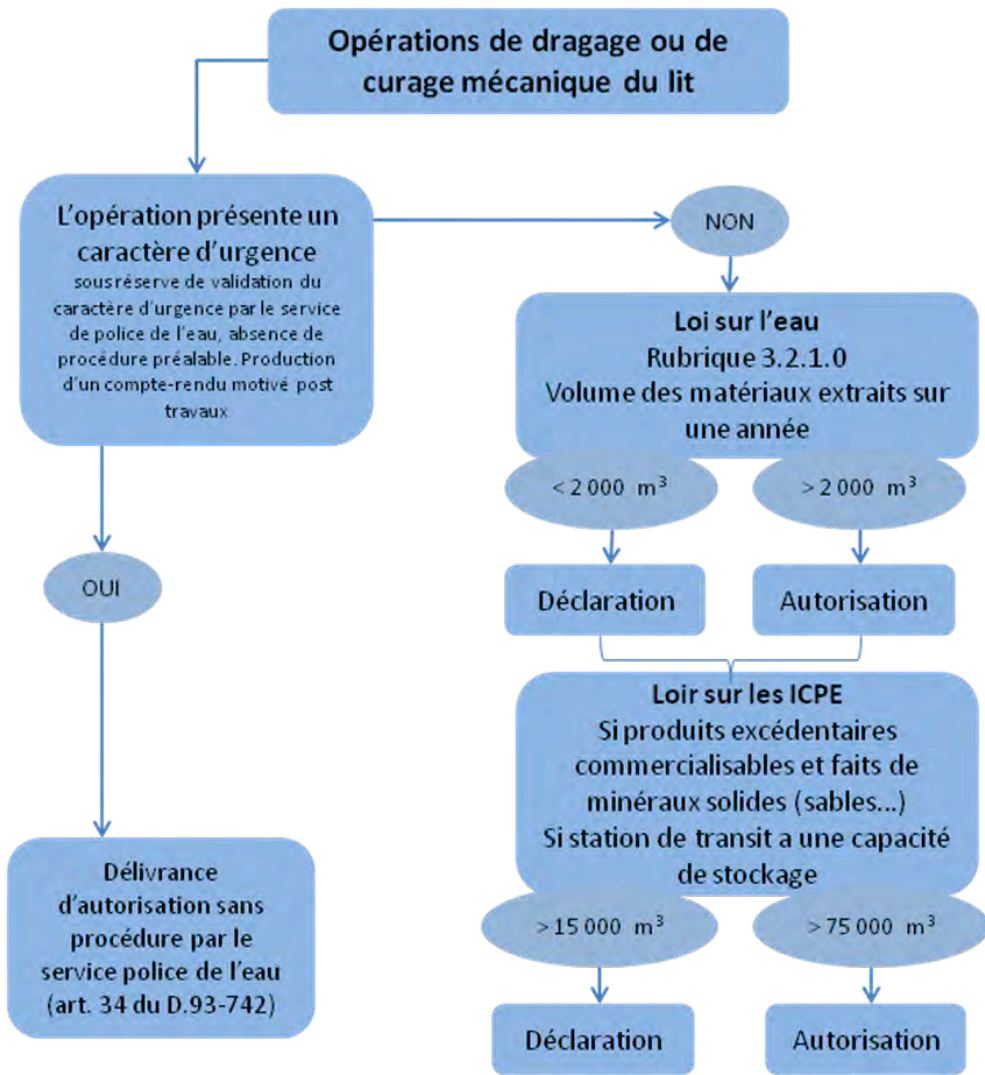 Opérations de dragage ou de
curage mécanique du lit
L'opération présente un
caractère d'urgence
sous réserve de validation du
caractère d'urgence par le service
de police de l'eau, absence de
procédure préalable. Production
d'un compte-rendu motivé post
travaux
NON
Loi sur l'eau
Rubrique 3.2.1.0
Volume des matériaux extraits sur
une année
< 2 000 m³
> 2 000 m³
OUI
Déclaration
Autorisation
Loir sur les ICPE
Si produits excédentaires
commercialisables et faits de
minéraux solides (sables...)
Si station de transit a une capacité
de stockage
Délivrance
d'autorisation sans
procédure par le
service police de l'eau
(art. 34 du D.93-742)
> 15 000 m³
> 75 000 m³
Déclaration
Autorisation